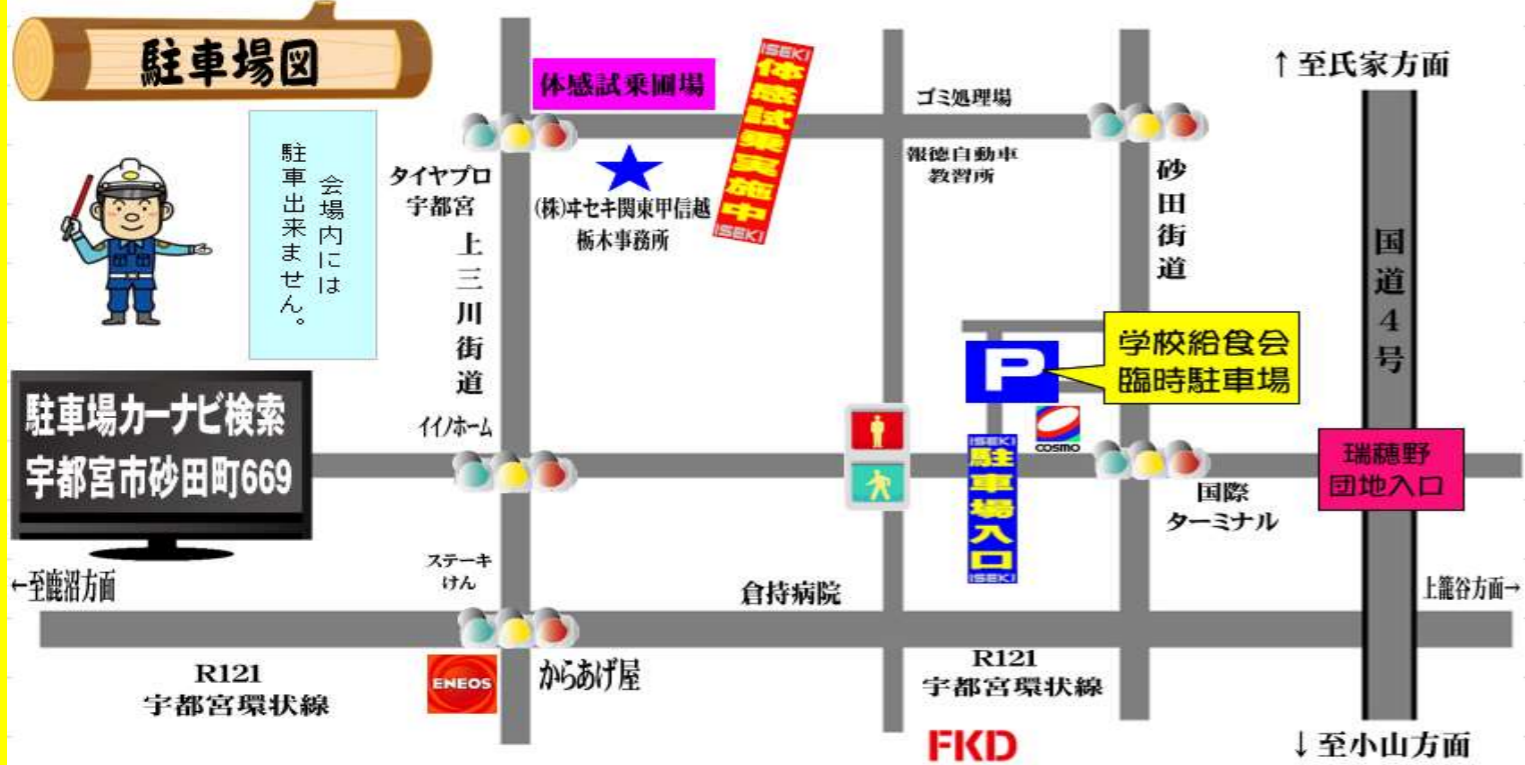 駐車場図
会場内には
駐車出来ません。
駐車場カーナビ検索
宇都宮市砂田町669
体感試乗圃場
ISEKI
体感試乗実施中
ISEKI
タイヤプロ
宇都宮
(株)ヰセキ関東甲信越
栃木事務所
上三川街道
ゴミ処理場
報徳自動車
教習所
砂田街道
↑至氏家方面
国道4号
学校給食会
臨時駐車場
P
COSMO
イイノホーム
ISEKI
駐車場入口
ISEKI
国際
ターミナル
瑞穂野
団地入口
←至鹿沼方面
ステーキ
けん
倉持病院
上籠谷方面→
R121
宇都宮環状線
ENEOS
からあげ屋
R121
宇都宮環状線
FKD
↓至小山方面